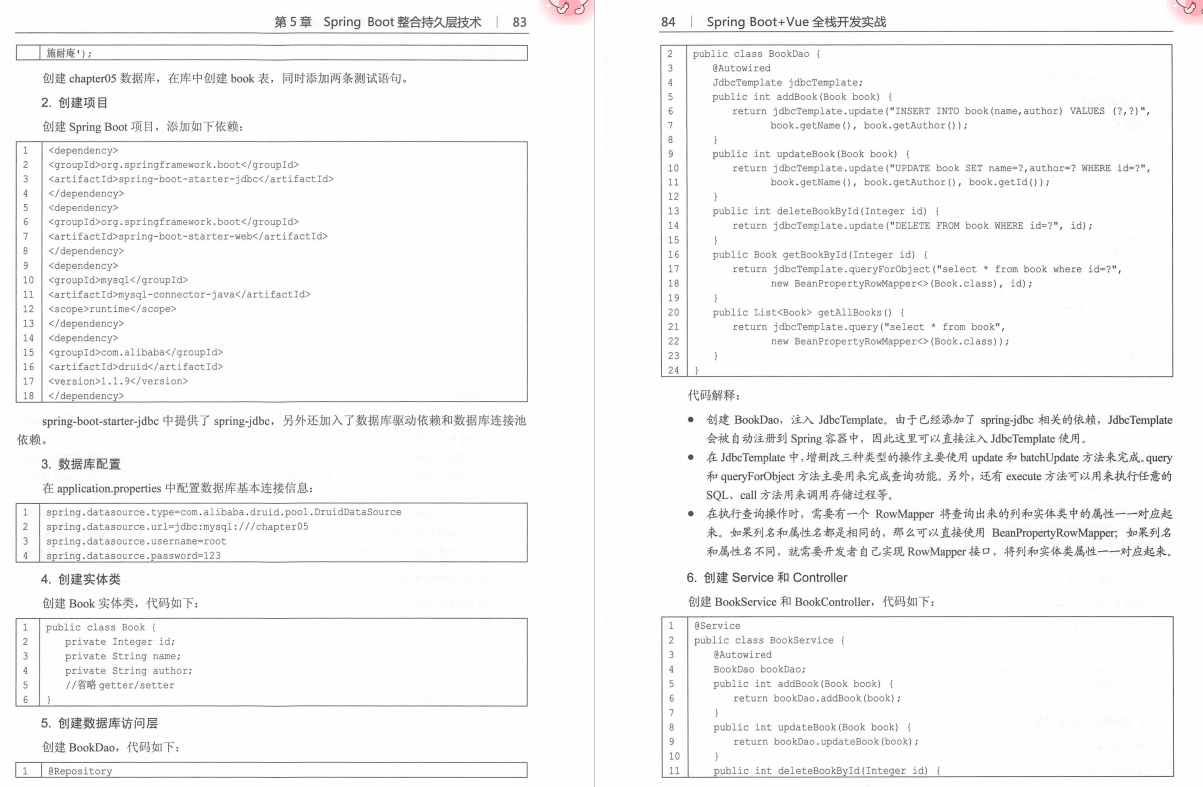 第 5 章 Spring Boot 整合持久层技术 | 83
施耐庵');
创建 chapter05 数据库，在库中创建 book 表，同时添加两条测试语句。
2. 创建项目
创建 Spring Boot 项目，添加如下依赖：
1 <dependency>
2 <groupId>org.springframework.boot</groupId>
3 <artifactId>spring-boot-starter-jdbc</artifactId>
4 </dependency>
5 <dependency>
6 <groupId>org.springframework.boot</groupId>
7 <artifactId>spring-boot-starter-web</artifactId>
8 </dependency>
9 <dependency>
10 <groupId>mysql</groupId>
11 <artifactId>mysql-connector-java</artifactId>
12 <scope>runtime</scope>
13 </dependency>
14 <dependency>
15 <groupId>com.alibaba</groupId>
16 <artifactId>druid</artifactId>
17 <version>1.1.9</version>
18 </dependency>
spring-boot-starter-jdbc 中提供了 spring-jdbc，另外还加入了数据库驱动依赖和数据库连接池
依赖。
3. 数据库配置
在 application.properties 中配置数据库基本连接信息：
1 spring.datasource.type=com.alibaba.druid.pool.DruidDataSource
2 spring.datasource.url=jdbc:mysql:///chapter05
3 spring.datasource.username=root
4 spring.datasource.password=123
4. 创建实体类
创建 Book 实体类，代码如下：
1 public class Book {
2 private Integer id;
3 private String name;
4 private String author;
5 //省略 getter/setter
6 }
5. 创建数据库访问层
创建 BookDao，代码如下：
1 @Repository
84 | Spring Boot+Vue 全栈开发实战
2 public class BookDao {
3 @Autowired
4 JdbcTemplate jdbcTemplate;
5 public int addBook(Book book) {
6 return jdbcTemplate.update("INSERT INTO book(name,author) VALUES (?,?)",
7 book.getName(), book.getAuthor());
8 }
9 public int updateBook(Book book) {
10 return jdbcTemplate.update("UPDATE book SET name=?,author=? WHERE id=?",
11 book.getName(), book.getAuthor(), book.getId());
12 }
13 public int deleteBookById(Integer id) {
14 return jdbcTemplate.update("DELETE FROM book WHERE id=?", id);
15 }
16 public Book getBookById(Integer id) {
17 return jdbcTemplate.queryForObject("select * from book where id=?",
18 new BeanPropertyRowMapper<>(Book.class), id);
19 }
20 public List<Book> getAllBooks() {
21 return jdbcTemplate.query("select * from book",
22 new BeanPropertyRowMapper<>(Book.class));
23 }
24 }
代码解释：
● 创建 BookDao，注入 JdbcTemplate。由于已经添加了 spring-jdbc 相关的依赖，JdbcTemplate
会被自动注册到 Spring 容器中，因此这里可以直接注入 JdbcTemplate 使用。
● 在 JdbcTemplate 中，增删改三种类型的操作主要使用 update 和 batchUpdate 方法来完成。query
和 queryForObject 方法主要用来完成查询功能。另外，还有 execute 方法可以用来执行任意的
SQL、call 方法用来调用存储过程等。
● 在执行查询操作时，需要有一个 RowMapper 将查询出来的列和实体类中的属性一一对应起
来。如果列名和属性名都是相同的，那么可以直接使用 BeanPropertyRowMapper；如果列名
和属性名不同，就需要开发者自己实现 RowMapper 接口，将列和实体类属性一一对应起来。
6. 创建 Service 和 Controller
创建 BookService 和 BookController，代码如下：
1 @Service
2 public class BookService {
3 @Autowired
4 BookDao bookDao;
5 public int addBook(Book book) {
6 return bookDao.addBook(book);
7 }
8 public int updateBook(Book book) {
9 return bookDao.updateBook(book);
10 }
11 public int deleteBookById(Integer id) {